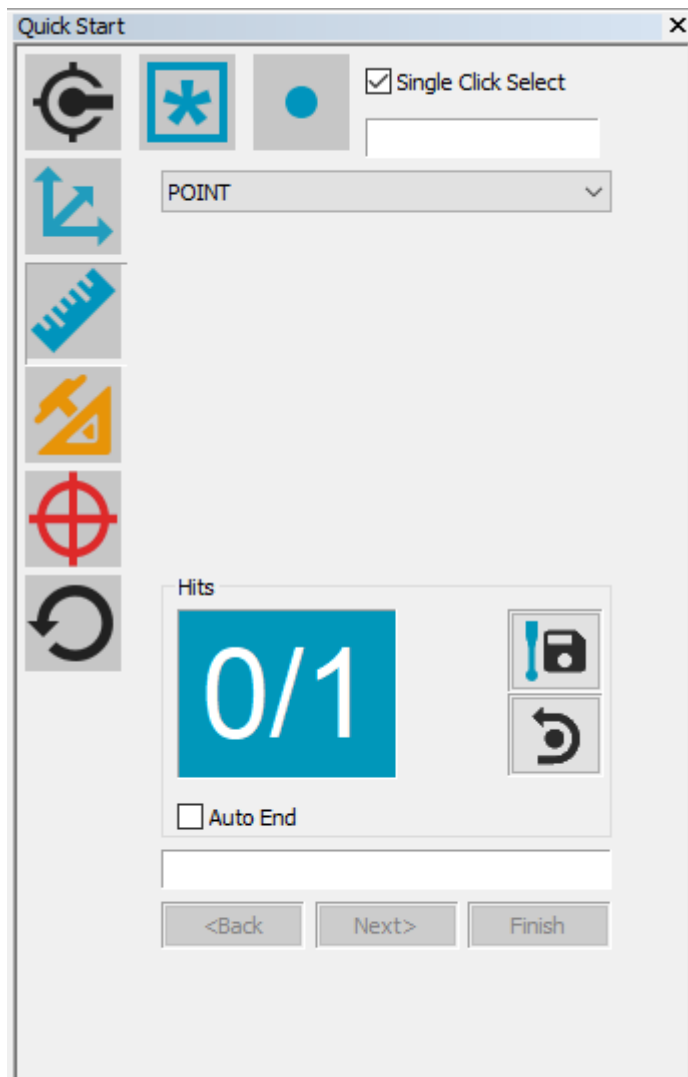 Quick Start
Single Click Select
POINT
Hits
0/1
Auto End
<Back
Next>
Finish